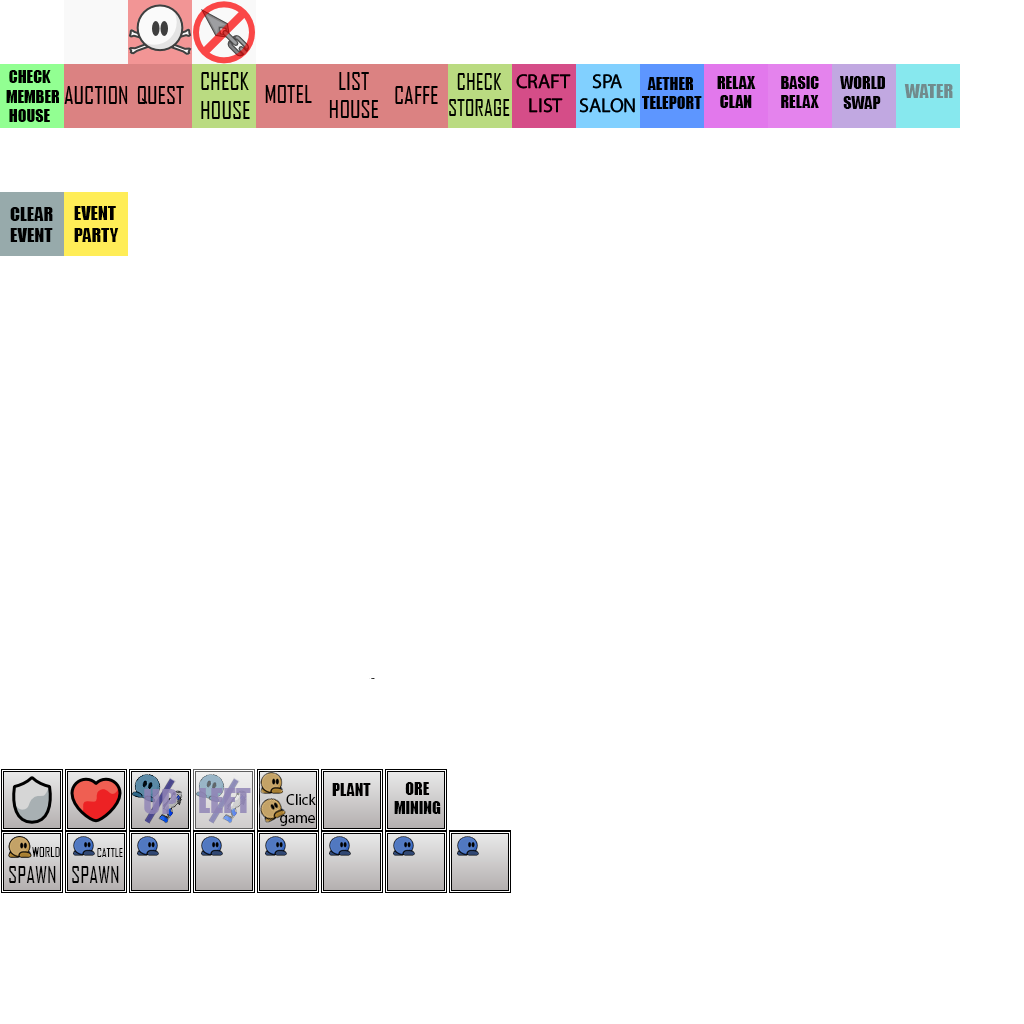 CHECK
MEMBER
HOUSE
AUCTION
QUEST
CHECK
HOUSE
MOTEL
LIST
HOUSE
CAFFE
CHECK
STORAGE
CRAFT
LIST
SPA
SALON
AETHER
TELEPORT
RELAX
CLAN
BASIC
RELAX
WORLD
SWAP
WATER
CLEAR
EVENT
EVENT
PARTY
-
UP
LEFT
Click
game
PLANT
ORE
MINING
WORLD
SPAWN
CATTLE
SPAWN